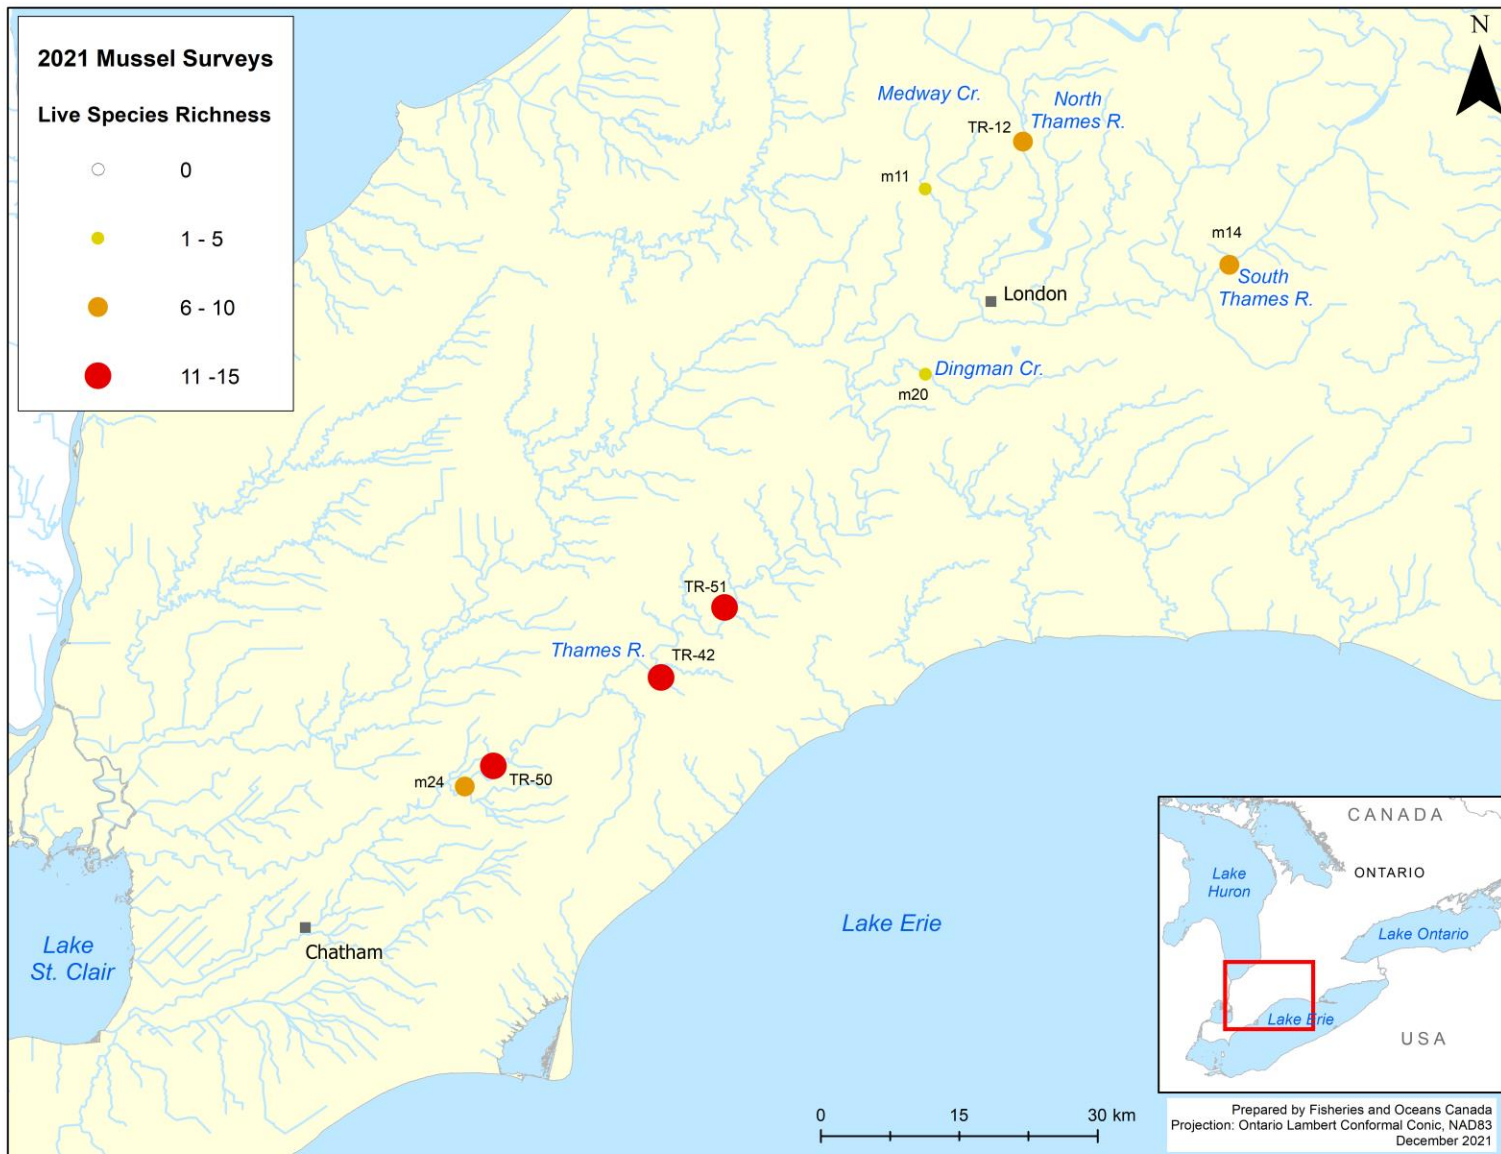 2021 Mussel Surveys
Live Species Richness
0
1 - 5
6 - 10
11 -15
N
Medway Cr.
North
Thames R.
TR-12
m11
m14
South
Thames R.
London
Dingman Cr.
m20
TR-51
Thames R.
TR-42
m24
TR-50
Chatham
Lake
St. Clair
Lake Erie
CANADA
ONTARIO
Lake
Huron
Lake Ontario
Lake Erie
USA
0 15 30 km
Prepared by Fisheries and Oceans Canada
Projection: Ontario Lambert Conformal Conic, NAD83
December 2021